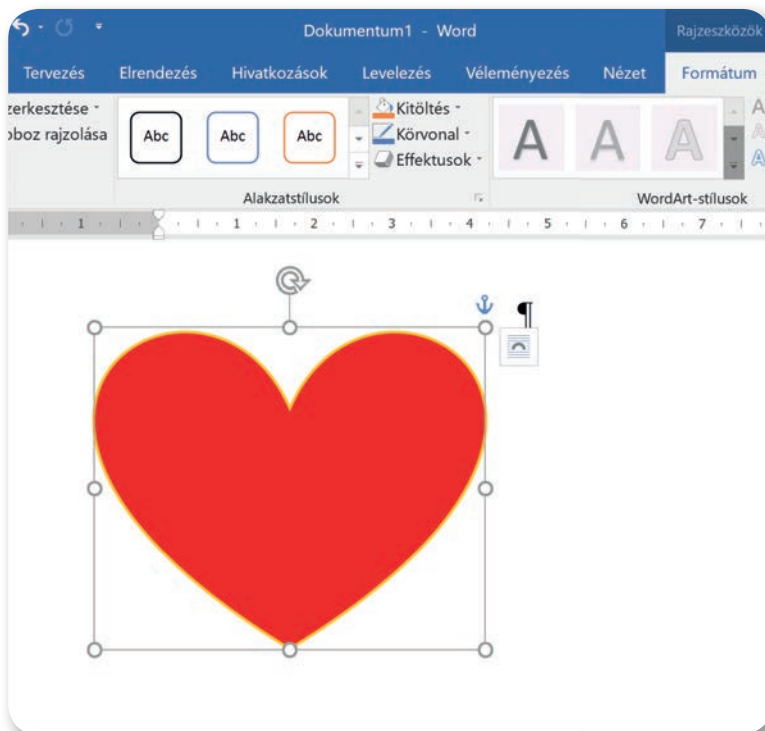 Dokumentum1 - Word
Rajzeszközök
Tervezés Elrendezés Hivatkozások Levelezés Véleményezés Nézet Formátum
zerkesztése
oboz rajzolása
Abc Abc Abc
Kitöltés
Körvonal
Effektusok
A A A
A
A
A
Alakzatstílusok
WordArt-stílusok
1 1 2 3 4 5 6 7
¶